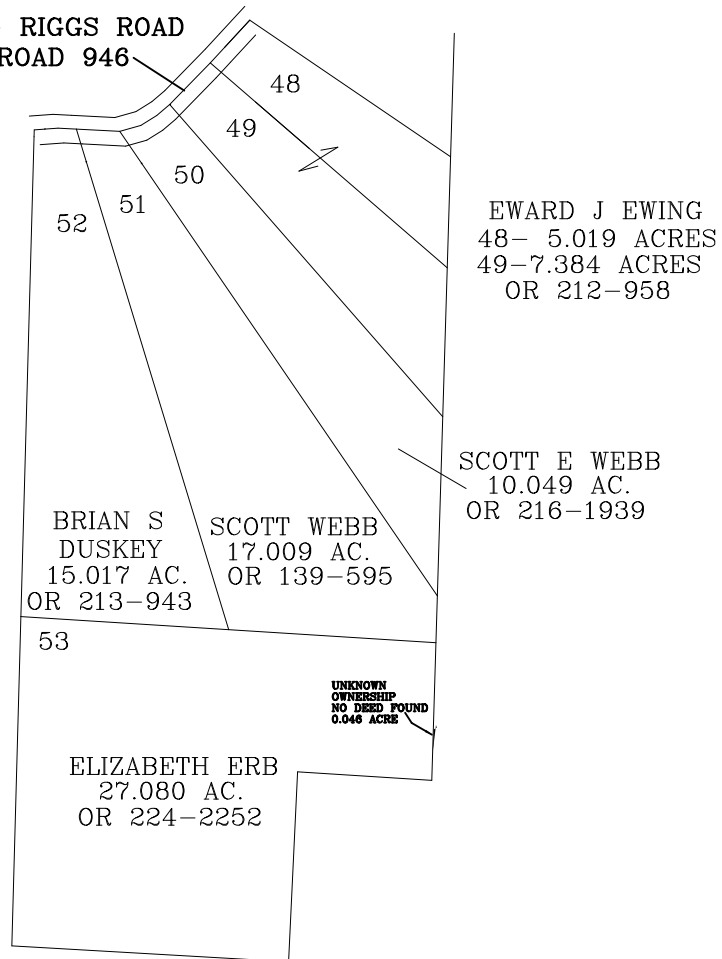 RIGGS ROAD
ROAD 946
48
49
50
51
52
EWARD J EWING
48- 5.019 ACRES
49-7.384 ACRES
OR 212-958
SCOTT E WEBB
10.049 AC.
OR 216-1939
BRIAN S
DUSKEY
15.017 AC.
OR 213-943
SCOTT WEBB
17.009 AC.
OR 139-595
53
UNKNOWN
OWNERSHIP
NO DEED FOUND
0.046 ACRE
ELIZABETH ERB
27.080 AC.
OR 224-2252